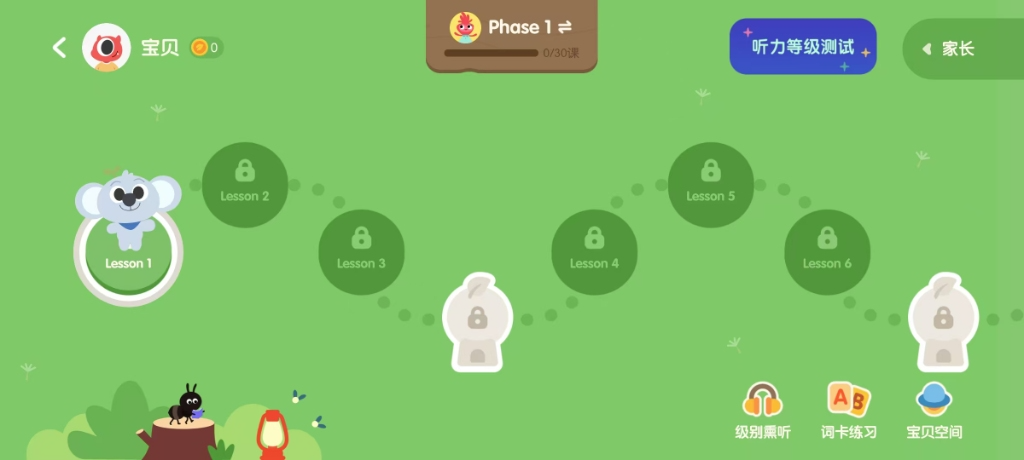 宝贝
0
Phase 1
0/30课
听力等级测试
家长
Lesson 1
Lesson 2
Lesson 3
Lesson 4
Lesson 5
Lesson 6
级别熏听
AB
词卡练习
宝贝空间